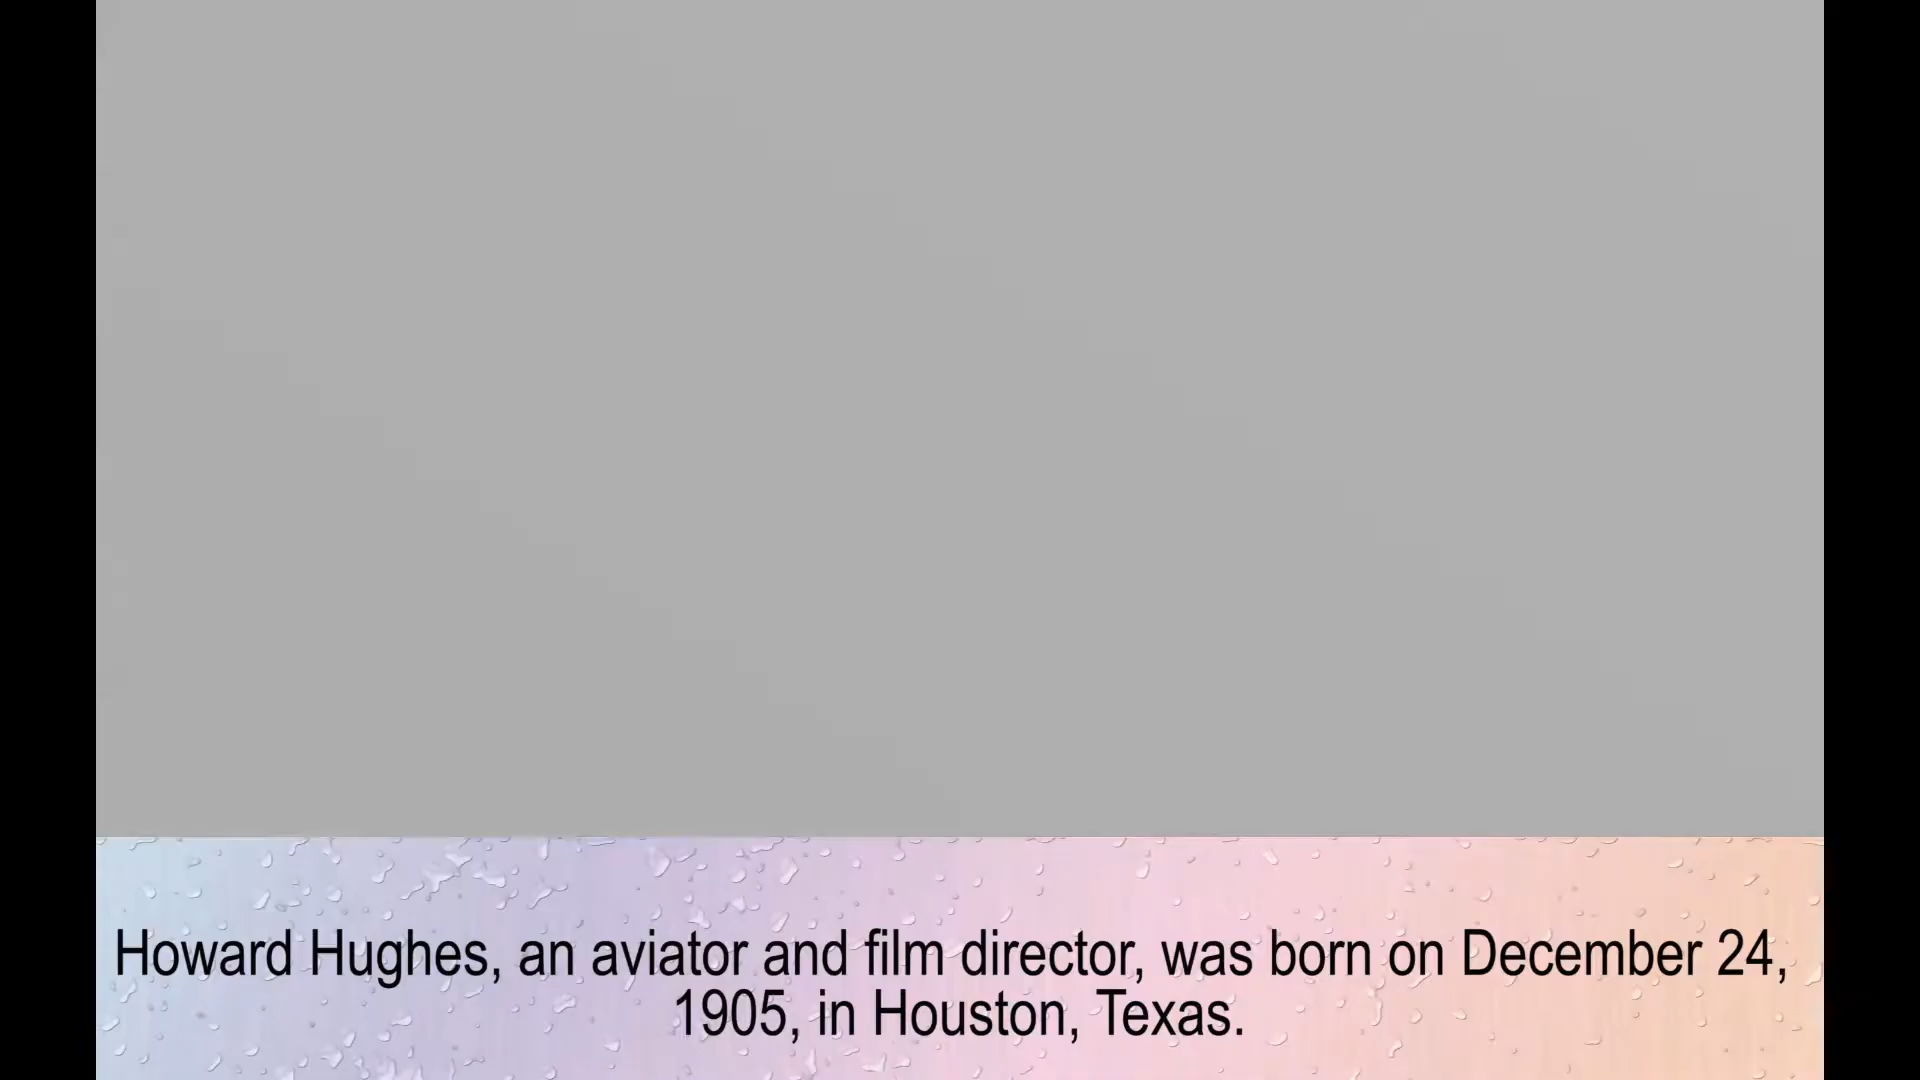 Howard Hughes, an aviator and film director, was born on December 24,
1905, in Houston, Texas.